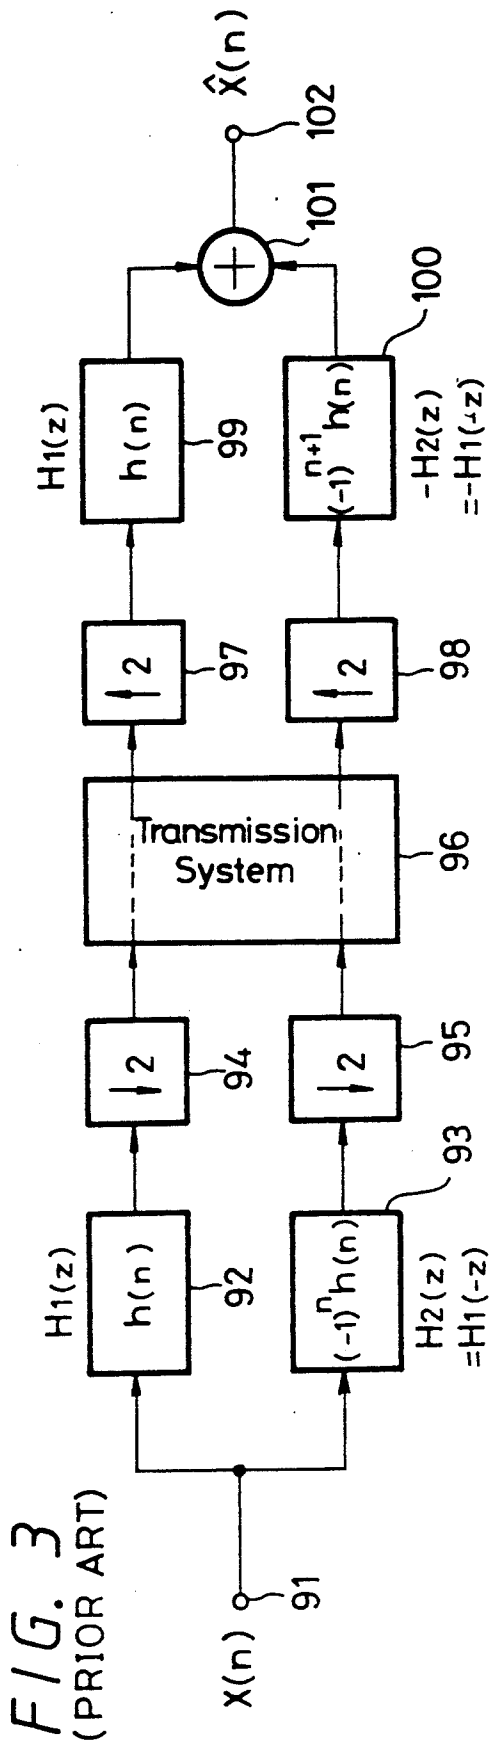 FIG. 3
(PRIOR ART)
X(n)
91
H1(z)
h(n)
92
(-1)ⁿ h(n)
93
H2(z)
=H1(-z)
↓2
94
↓2
95
Transmission
System
96
↑2
97
↑2
98
H1(z)
h(n)
99
(-1)ⁿ⁺¹ h(n)
100
-H2(z)
=-H1(-z)
+
101
102
X̂(n)